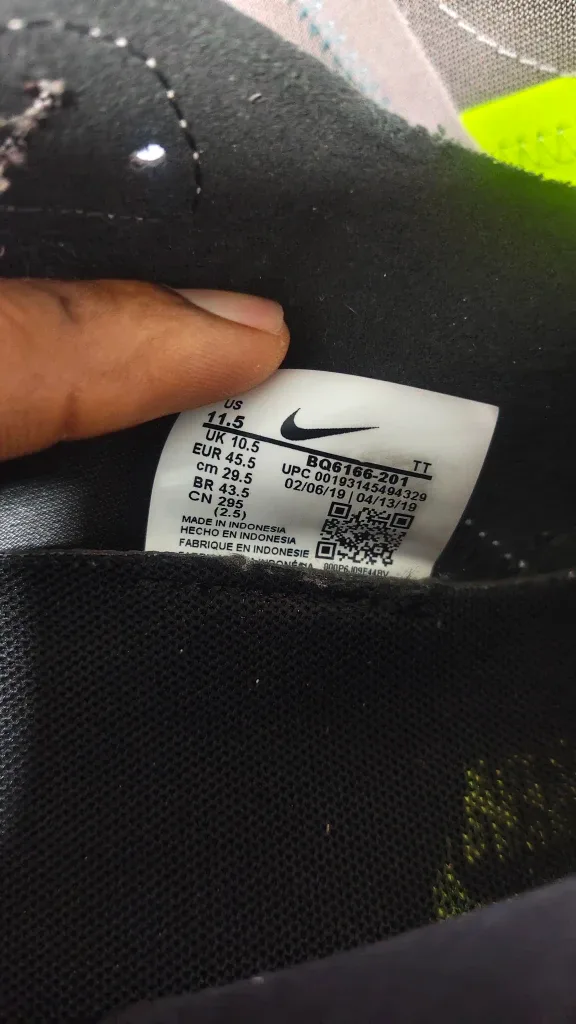 US
11.5
UK 10.5
EUR 45.5
cm 29.5
BR 43.5
CN 295
(2.5)
MADE IN INDONESIA
HECHO EN INDONESIA
FABRIQUE EN INDONESIE
TT
BQ6166-201
UPC 00193145494329
02/06/19 | 04/13/19